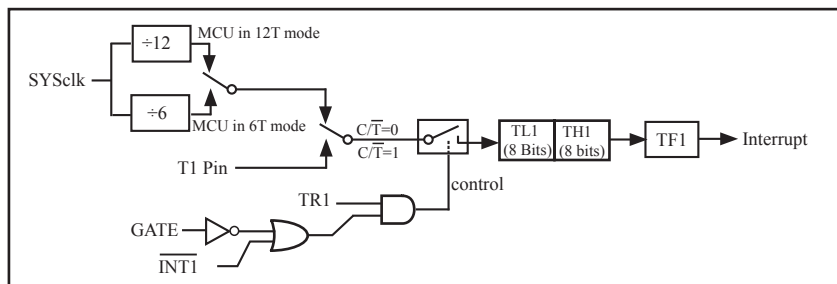 ÷12
MCU in 12T mode
SYSclk
÷6
MCU in 6T mode
T1 Pin
C/T̅=0
C/T̅=1
TL1
(8 Bits)
TH1
(8 bits)
TF1
Interrupt
control
TR1
GATE
I̅N̅T̅1̅